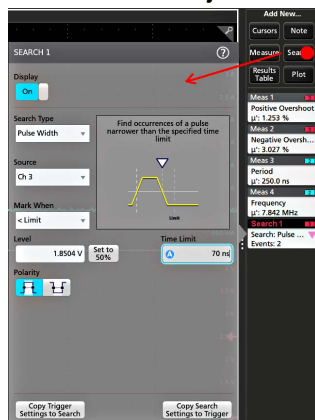 Add New...
Cursors
Note
SEARCH 1
?
Measure
Display
On
Results Table
Plot
Search Type
Pulse Width
Find occurrences of a pulse
narrower than the specified time
limit
Source
Ch 3
Limit
Mark When
< Limit
Level
1.8504 V
Set to 50%
Time Limit
A
70 ns
Polarity
Copy Trigger
Settings to Search
Copy Search
Settings to Trigger
Meas 1
Positive Overshoot
µ': 1.253 %
Meas 2
Negative Oversh...
µ': 3.027 %
Meas 3
Period
µ': 250.0 ns
Meas 4
Frequency
µ': 7.842 MHz
Search 1
Search: Pulse ...
Events: 2